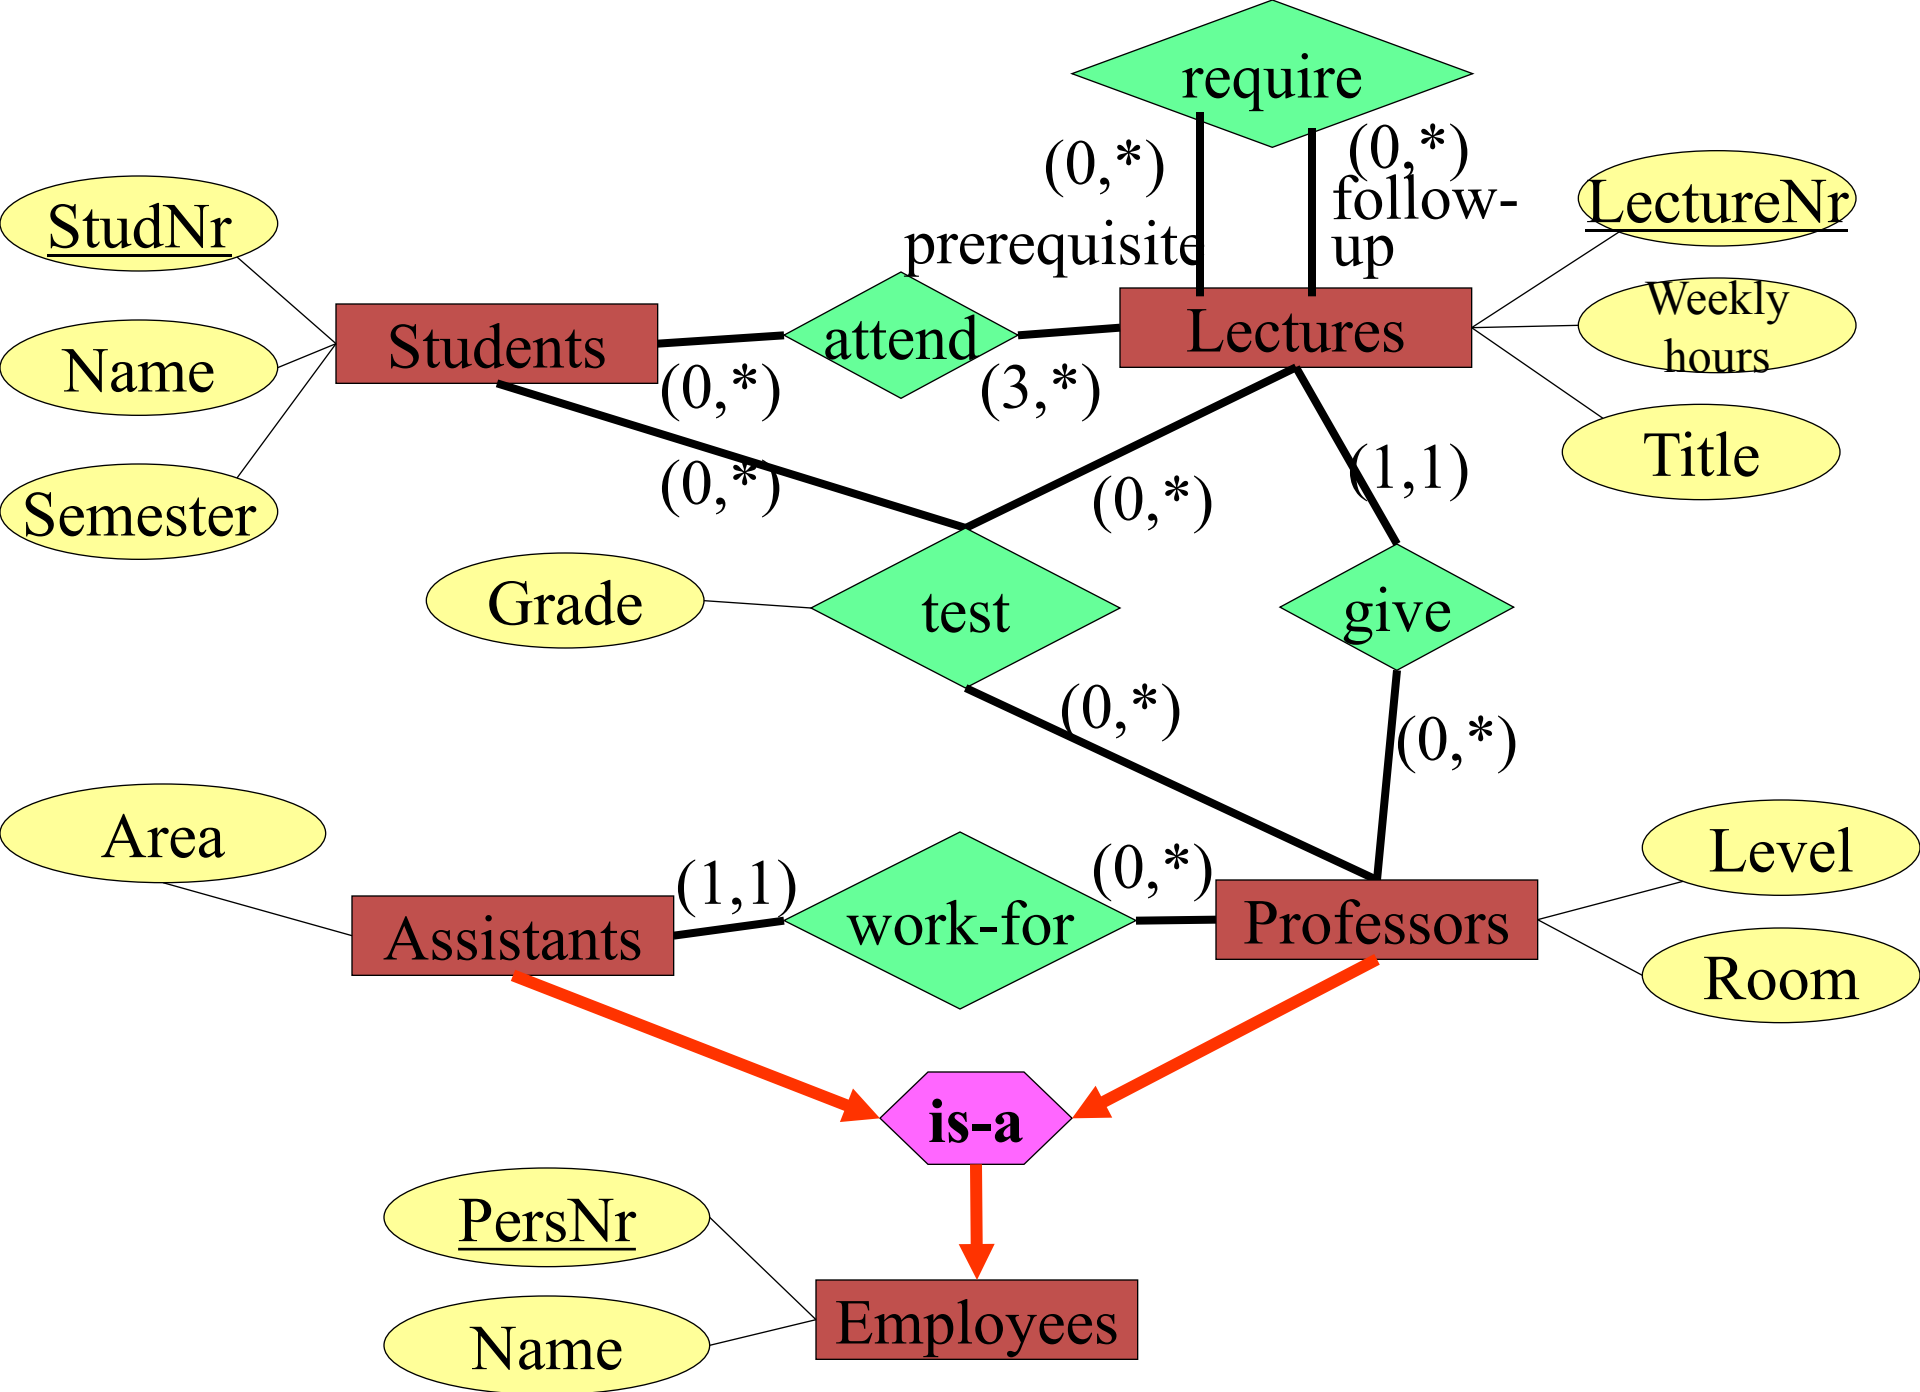 require
(0,*)
(0,*)
follow-
up
prerequisite
StudNr
LectureNr
Name
Students
attend
Lectures
Weekly
hours
(0,*)
(3,*)
Semester
Title
(0,*)
(0,*)
(1,1)
Grade
test
give
(0,*)
(0,*)
Area
Level
(1,1)
(0,*)
Assistants
work-for
Professors
Room
is-a
PersNr
Name
Employees